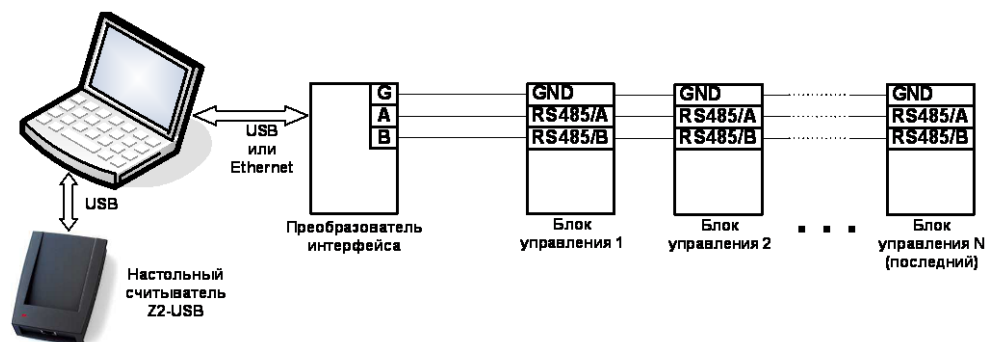 USB
или
Ethernet
USB
Настольный
считыватель
Z2-USB
G
A
B
Преобразователь
интерфейса
GND
RS485/A
RS485/B
Блок
управления 1
GND
RS485/A
RS485/B
Блок
управления 2
GND
RS485/A
RS485/B
Блок
управления N
(последний)